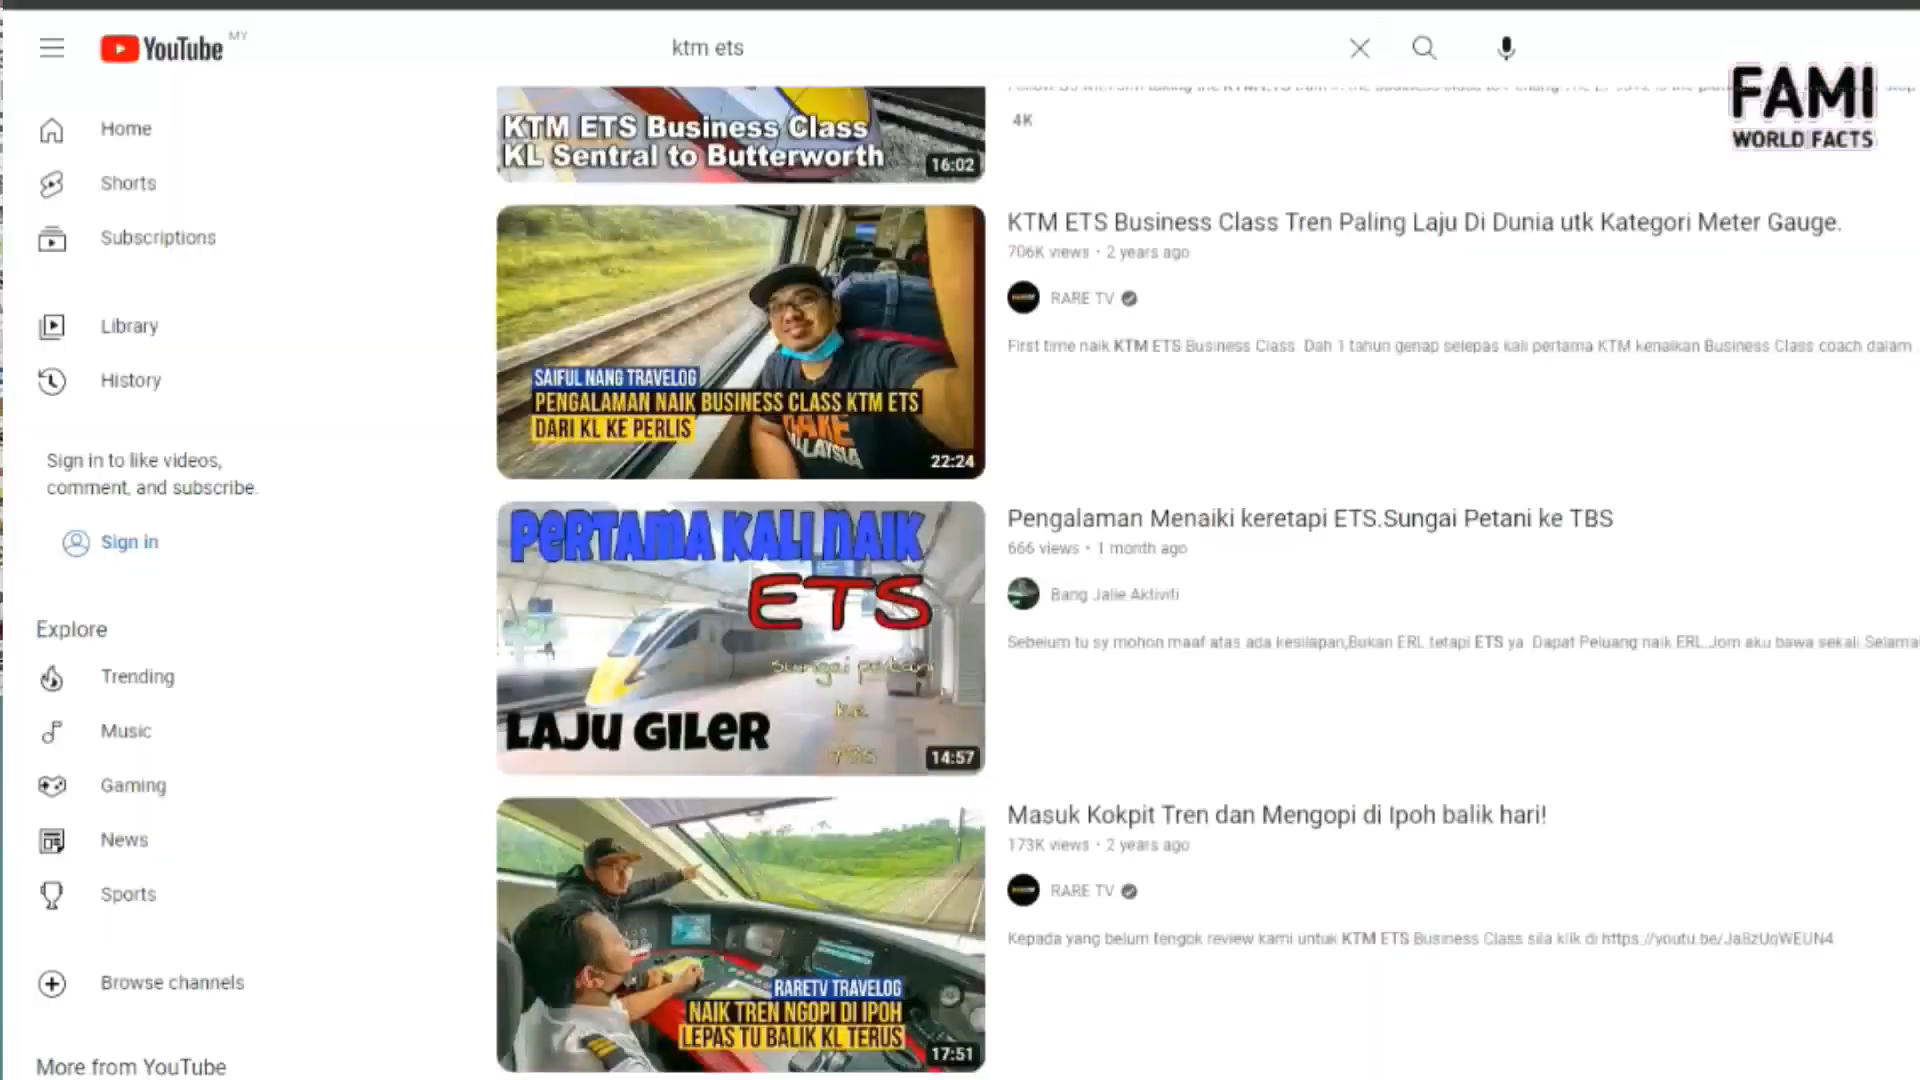 YouTube MY
ktm ets
FAMI
WORLD FACTS
Home
Shorts
Subscriptions
Library
History
Sign in to like videos,
comment, and subscribe.
Sign in
Explore
Trending
Music
Gaming
News
Sports
Browse channels
More from YouTube
KTM ETS Business Class
KL Sentral to Butterworth
16:02
4K
SAIFUL NANG TRAVELOG
PENGALAMAN NAIK BUSINESS CLASS KTM ETS
DARI KL KE PERLIS
22:24
KTM ETS Business Class Tren Paling Laju Di Dunia utk Kategori Meter Gauge.
706K views • 2 years ago
RARE TV
First time naik KTM ETS Business Class Dah 1 tahun genap selepas kali pertama KTM kenalkan Business Class coach dalam
PERTAMA KALI NAIK
ETS
sungai petani
ke
TBS
LAJU GILER
14:57
Pengalaman Menaiki keretapi ETS.Sungai Petani ke TBS
666 views • 1 month ago
Bang Jalie Aktiviti
Sebelum tu sy mohon maaf atas ada kesilapan,Bukan ERL tetapi ETS ya Dapat Peluang naik ERL.Jom aku bawa sekali.Selama
RARETV TRAVELOG
NAIK TREN NGOPI DI IPOH
LEPAS TU BALIK KL TERUS
17:51
Masuk Kokpit Tren dan Mengopi di Ipoh balik hari!
173K views • 2 years ago
RARE TV
Kepada yang belum tengok review kami untuk KTM ETS Business Class sila klik di https://youtu.be/JaBzUqWEUN4